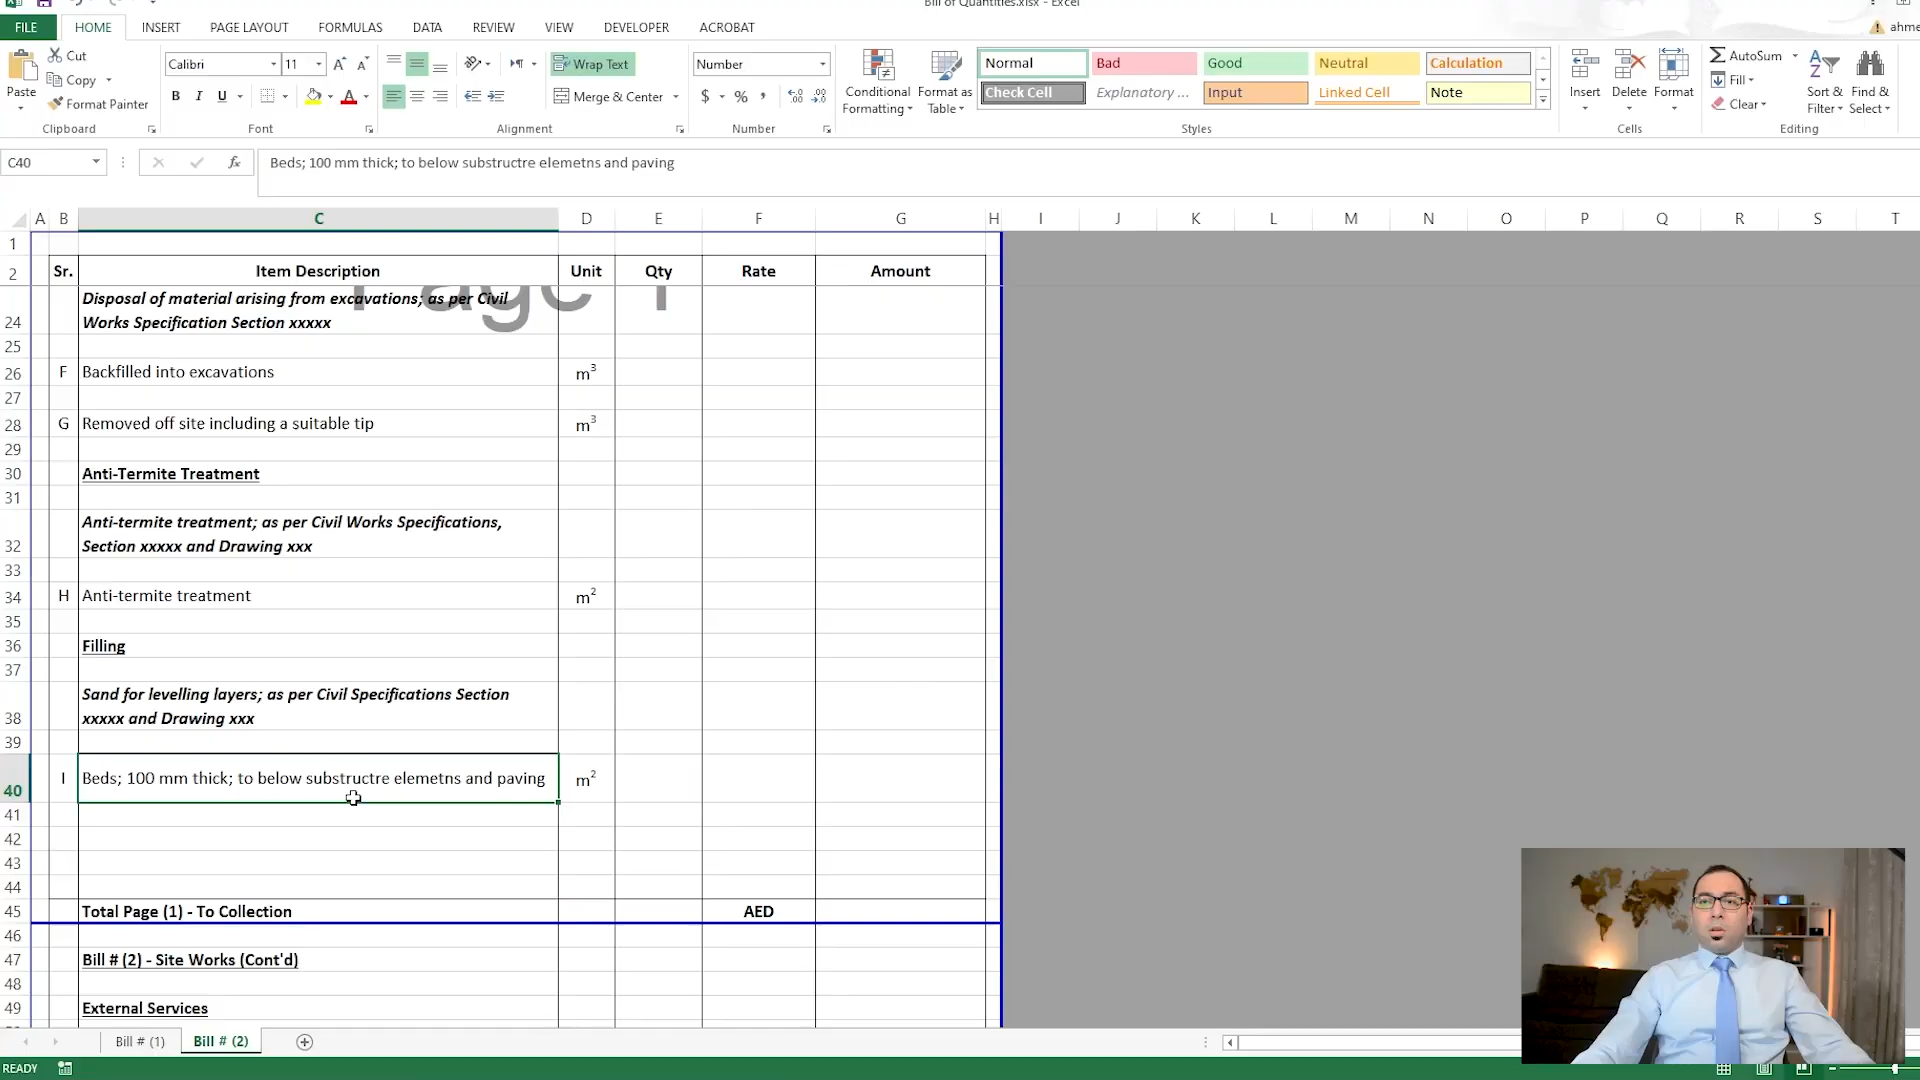 Bill of Quantities.xlsx - Excel
FILE HOME INSERT PAGE LAYOUT FORMULAS DATA REVIEW VIEW DEVELOPER ACROBAT ahme
Paste Cut Copy Format Painter
Calibri 11 Wrap Text Number Normal Bad Good Neutral Calculation
B I U Merge & Center $ % , Check Cell Explanatory ... Input Linked Cell Note
Conditional Formatting Format as Table Insert Delete Format AutoSum Fill Clear Sort & Filter Find & Select
Clipboard Font Alignment Number Styles Cells Editing
C40 fx Beds; 100 mm thick; to below substructre elemetns and paving
A B C D E F G H I J K L M N O P Q R S T
1
2 Sr. Item Description Unit Qty Rate Amount
Page 1
Disposal of material arising from excavations; as per Civil
24 Works Specification Section xxxxx
25
26 F Backfilled into excavations m³
27
28 G Removed off site including a suitable tip m³
29
30 Anti-Termite Treatment
31
Anti-termite treatment; as per Civil Works Specifications,
32 Section xxxxx and Drawing xxx
33
34 H Anti-termite treatment m²
35
36 Filling
37
Sand for levelling layers; as per Civil Specifications Section
38 xxxxx and Drawing xxx
39
40 I Beds; 100 mm thick; to below substructre elemetns and paving m²
41
42
43
44
45 Total Page (1) - To Collection AED
46
47 Bill # (2) - Site Works (Cont'd)
48
49 External Services
Bill # (1) Bill # (2)
READY